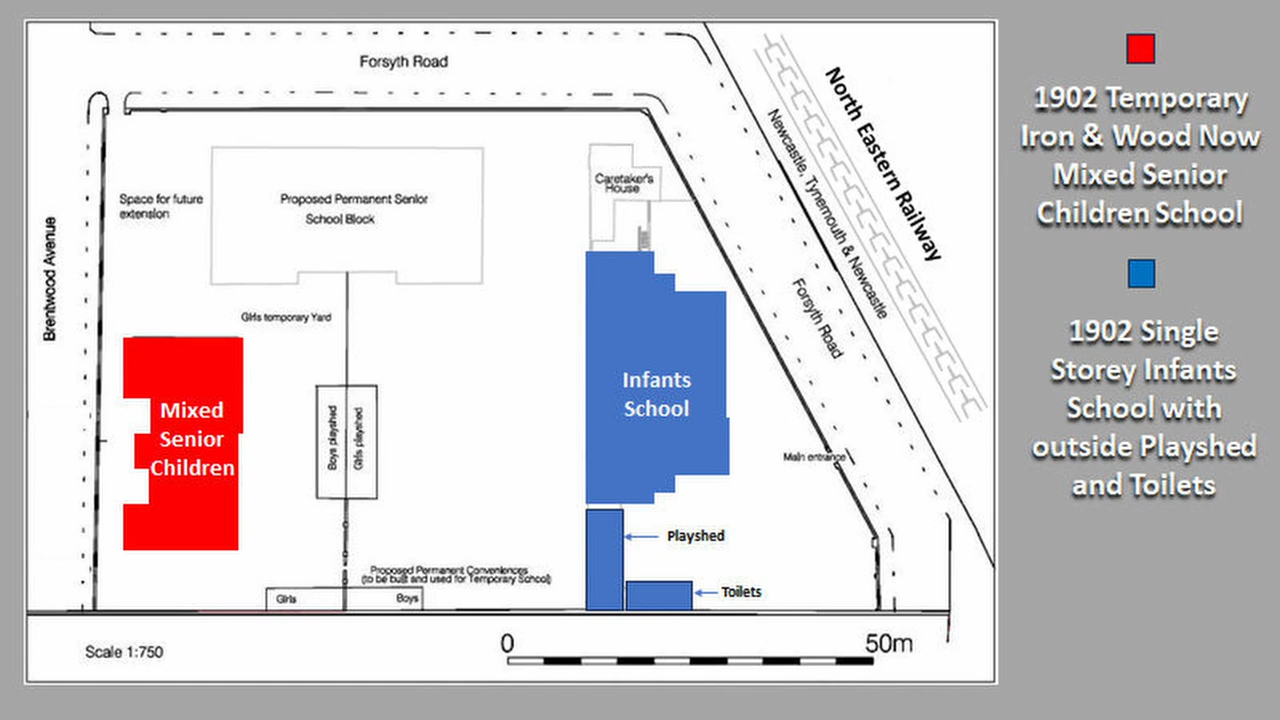 Forsyth Road
North Eastern Railway
Newcastle, Tynemouth & Newcastle
Forsyth Road
Brentwood Avenue
Space for future
extension
Proposed Permanent Senior
School Block
Caretaker's
House
Girls temporary Yard
Mixed
Senior
Children
Boys playshed
Girls playshed
Infants
School
Main entrance
Playshed
Toilets
Proposed Permanent Conveniences
(to be built and used for Temporary School)
Girls
Boys
Scale 1:750
0
50m
1902 Temporary
Iron & Wood Now
Mixed Senior
Children School
1902 Single
Storey Infants
School with
outside Playshed
and Toilets